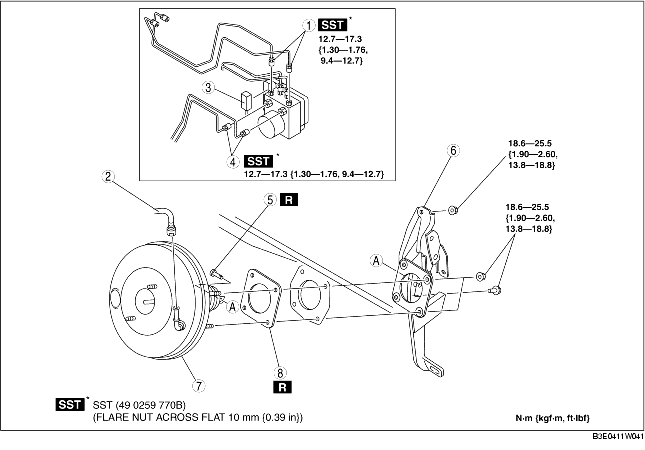 1 SST *
12.7—17.3
{1.30—1.76,
9.4—12.7}
3
4 SST *
12.7—17.3 {1.30—1.76, 9.4—12.7}
6
18.6—25.5
{1.90—2.60,
13.8—18.8}
2
5 R
18.6—25.5
{1.90—2.60,
13.8—18.8}
A
A
8
R
7
SST * SST (49 0259 770B)
(FLARE NUT ACROSS FLAT 10 mm {0.39 in})
N·m {kgf·m, ft·lbf}
B3E0411W041